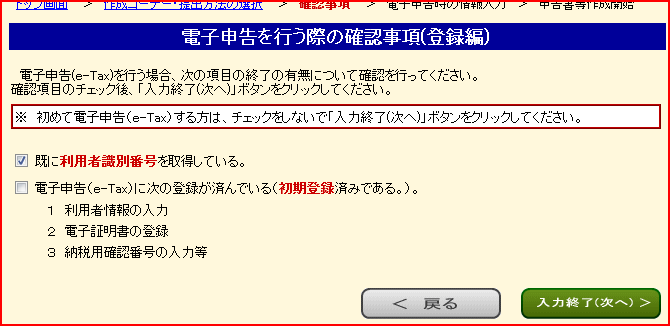 トップ画面 > 作成コーナー・提出方法の選択 > 確認事項 > 電子申告時の情報入力 > 申告書等作成開始
電子申告を行う際の確認事項(登録編)
電子申告(e-Tax)を行う場合、次の項目の終了の有無について確認を行ってください。
確認項目のチェック後、「入力終了(次へ)」ボタンをクリックしてください。
※ 初めて電子申告(e-Tax)する方は、チェックをしないで「入力終了(次へ)」ボタンをクリックしてください。
既に利用者識別番号を取得している。
電子申告(e-Tax)に次の登録が済んでいる(初期登録済みである。)。
1 利用者情報の入力
2 電子証明書の登録
3 納税用確認番号の入力等
< 戻る
入力終了(次へ) >